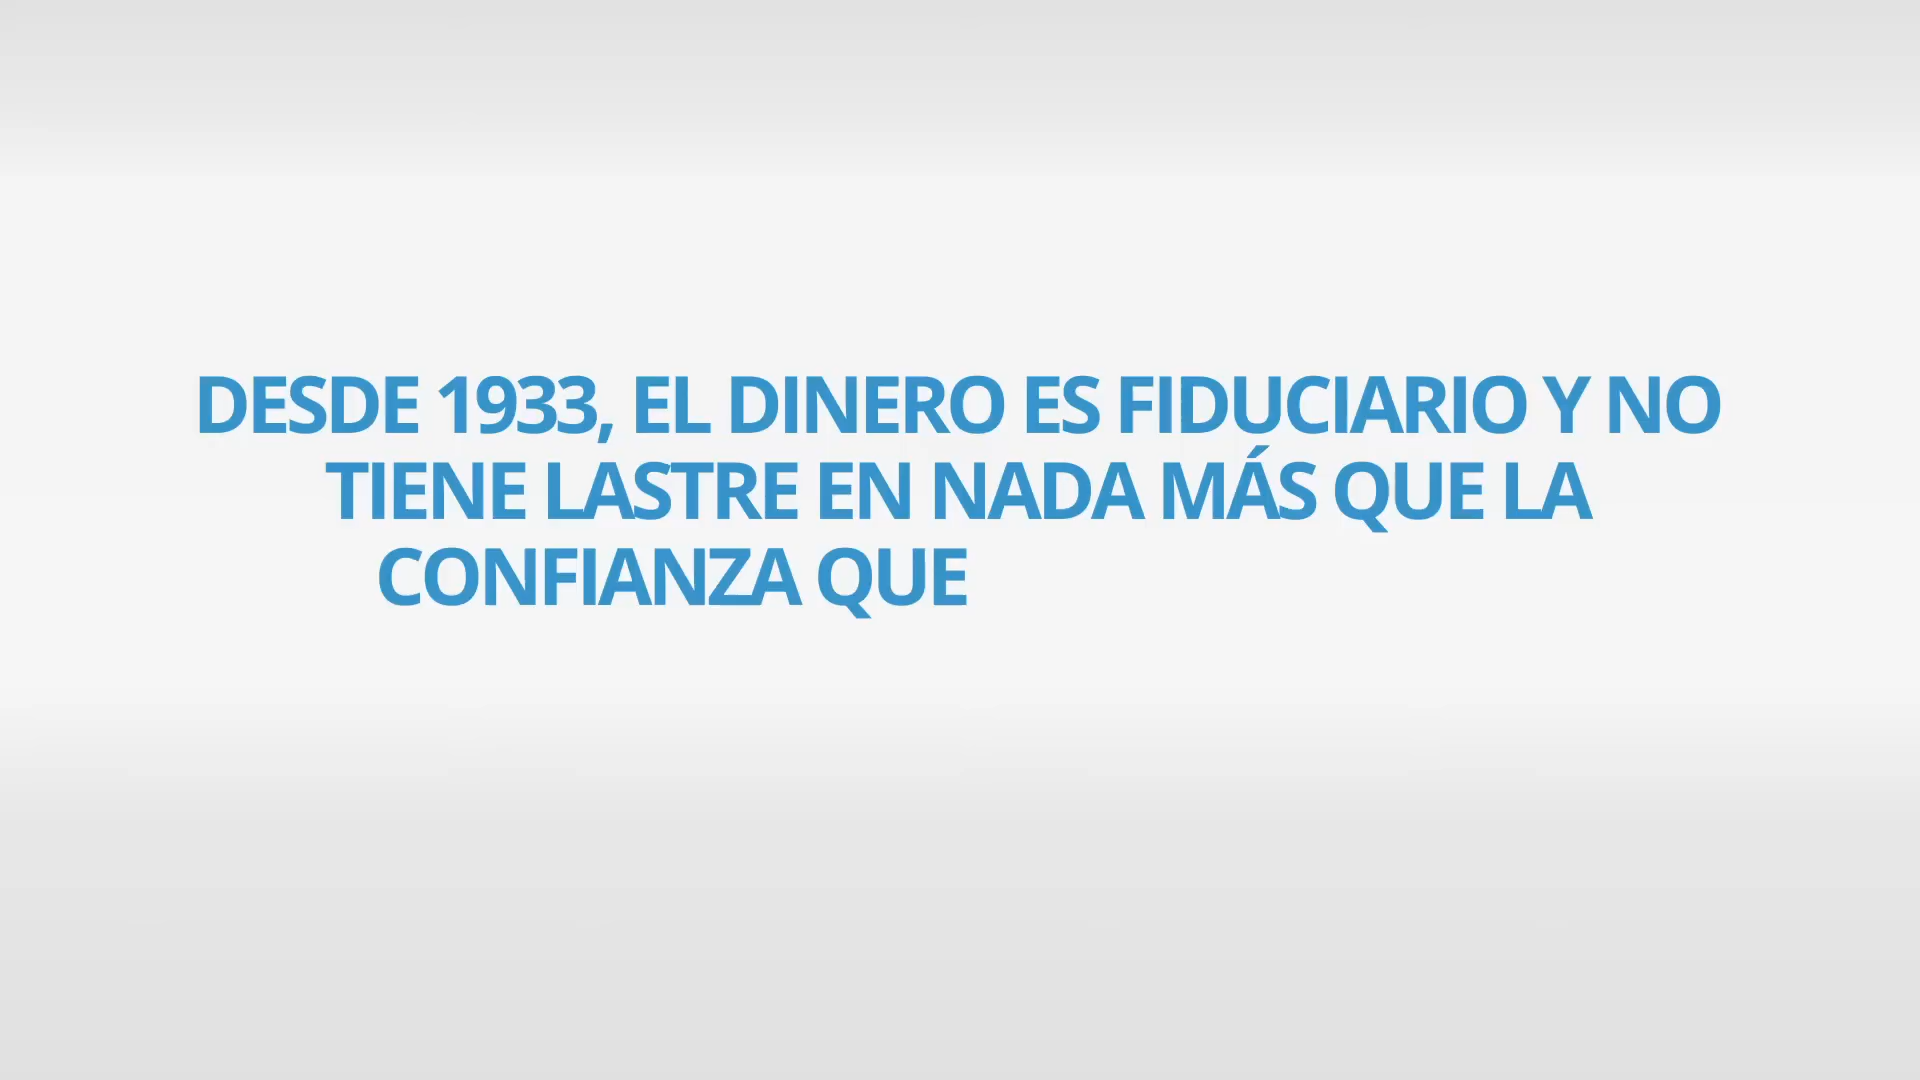 DESDE 1933, EL DINERO ES FIDUCIARIO Y NO
TIENE LASTRE EN NADA MÁS QUE LA
CONFIANZA QUE